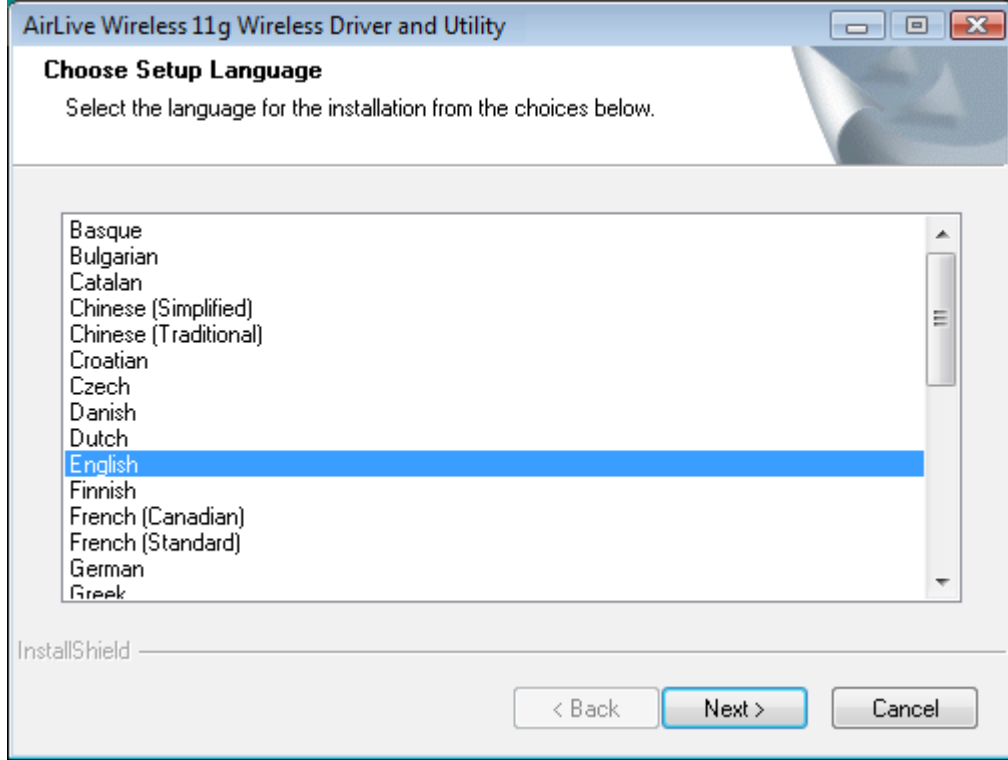 AirLive Wireless 11g Wireless Driver and Utility
Choose Setup Language
Select the language for the installation from the choices below.
Basque
Bulgarian
Catalan
Chinese (Simplified)
Chinese (Traditional)
Croatian
Czech
Danish
Dutch
English
Finnish
French (Canadian)
French (Standard)
German
Greek
InstallShield
< Back
Next >
Cancel